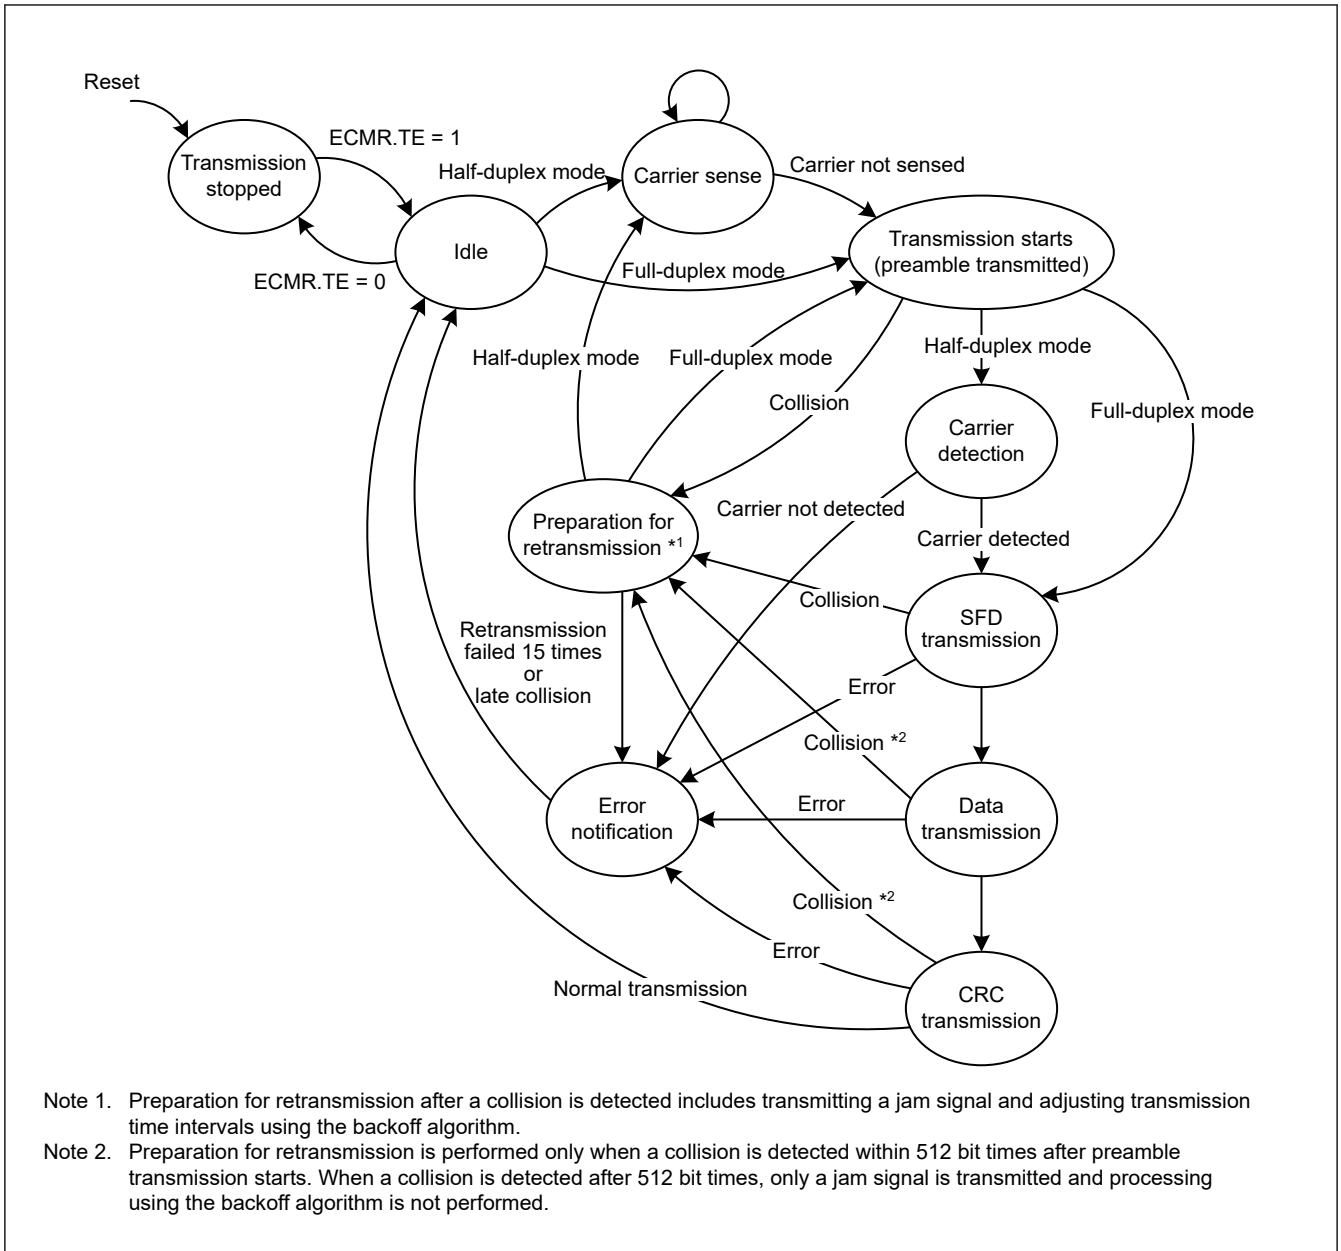 Reset
ECMR.TE = 1
Transmission
stopped
Half-duplex mode
Carrier sense
Carrier not sensed
Idle
Transmission starts
(preamble transmitted)
ECMR.TE = 0
Full-duplex mode
Half-duplex mode
Half-duplex mode
Full-duplex mode
Collision
Full-duplex mode
Carrier
detection
Carrier not detected
Preparation for
retransmission *1
Carrier detected
Collision
SFD
transmission
Retransmission
failed 15 times
or
late collision
Error
Collision *2
Error
notification
Error
Data
transmission
Collision *2
Error
Normal transmission
CRC
transmission
Note 1. Preparation for retransmission after a collision is detected includes transmitting a jam signal and adjusting transmission
time intervals using the backoff algorithm.
Note 2. Preparation for retransmission is performed only when a collision is detected within 512 bit times after preamble
transmission starts. When a collision is detected after 512 bit times, only a jam signal is transmitted and processing
using the backoff algorithm is not performed.